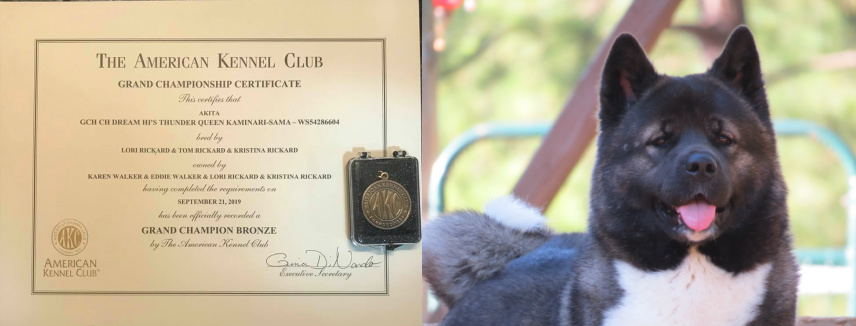 THE AMERICAN KENNEL CLUB
GRAND CHAMPIONSHIP CERTIFICATE
This certifies that
AKITA
GCH CH DREAM HI'S THUNDER QUEEN KAMINARI-SAMA – WS54286604
bred by
LORI RICKARD & TOM RICKARD & KRISTINA RICKARD
owned by
KAREN WALKER & EDDIE WALKER & LORI RICKARD & KRISTINA RICKARD
having completed the requirements on
SEPTEMBER 21, 2019
has been officially recorded a
GRAND CHAMPION BRONZE
by The American Kennel Club
AKC
AKC
AMERICAN
KENNEL CLUB
Executive Secretary